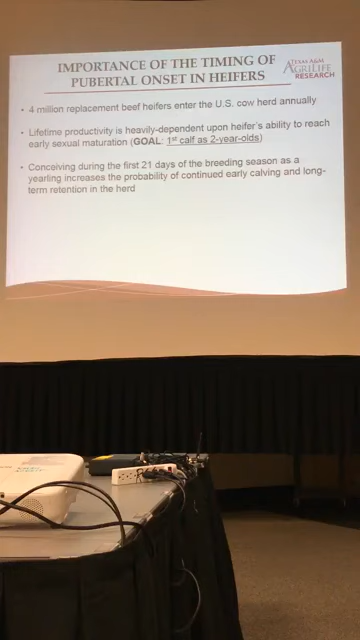 IMPORTANCE OF THE TIMING OF
PUBERTAL ONSET IN HEIFERS
TEXAS A&M
AGRILIFE
RESEARCH
• 4 million replacement beef heifers enter the U.S. cow herd annually
• Lifetime productivity is heavily-dependent upon heifer's ability to reach
early sexual maturation (GOAL: 1st calf as 2-year-olds)
• Conceiving during the first 21 days of the breeding season as a
yearling increases the probability of continued early calving and long-
term retention in the herd